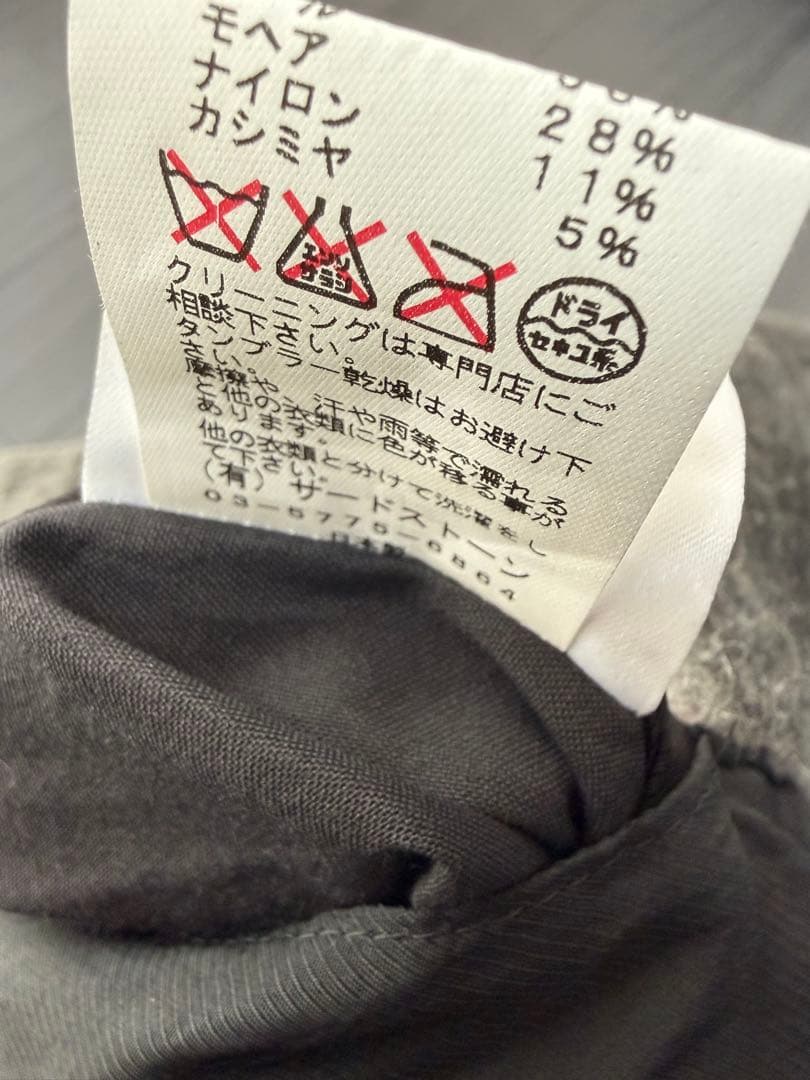 ル
モヘア 28%
ナイロン 11%
カシミヤ 5%
エンソ
サラシ
ドライ
セキユ系
クリーニングは専門店にご
相談下さい。
タンブラー乾燥はお避け下
さい。
摩擦や、汗や雨等で濡れる
と他の衣類に色が移る事が
あります。
他の衣類と分けて洗濯をし
て下さい。
(有)ザードストーン
03-5775-6864
日本製